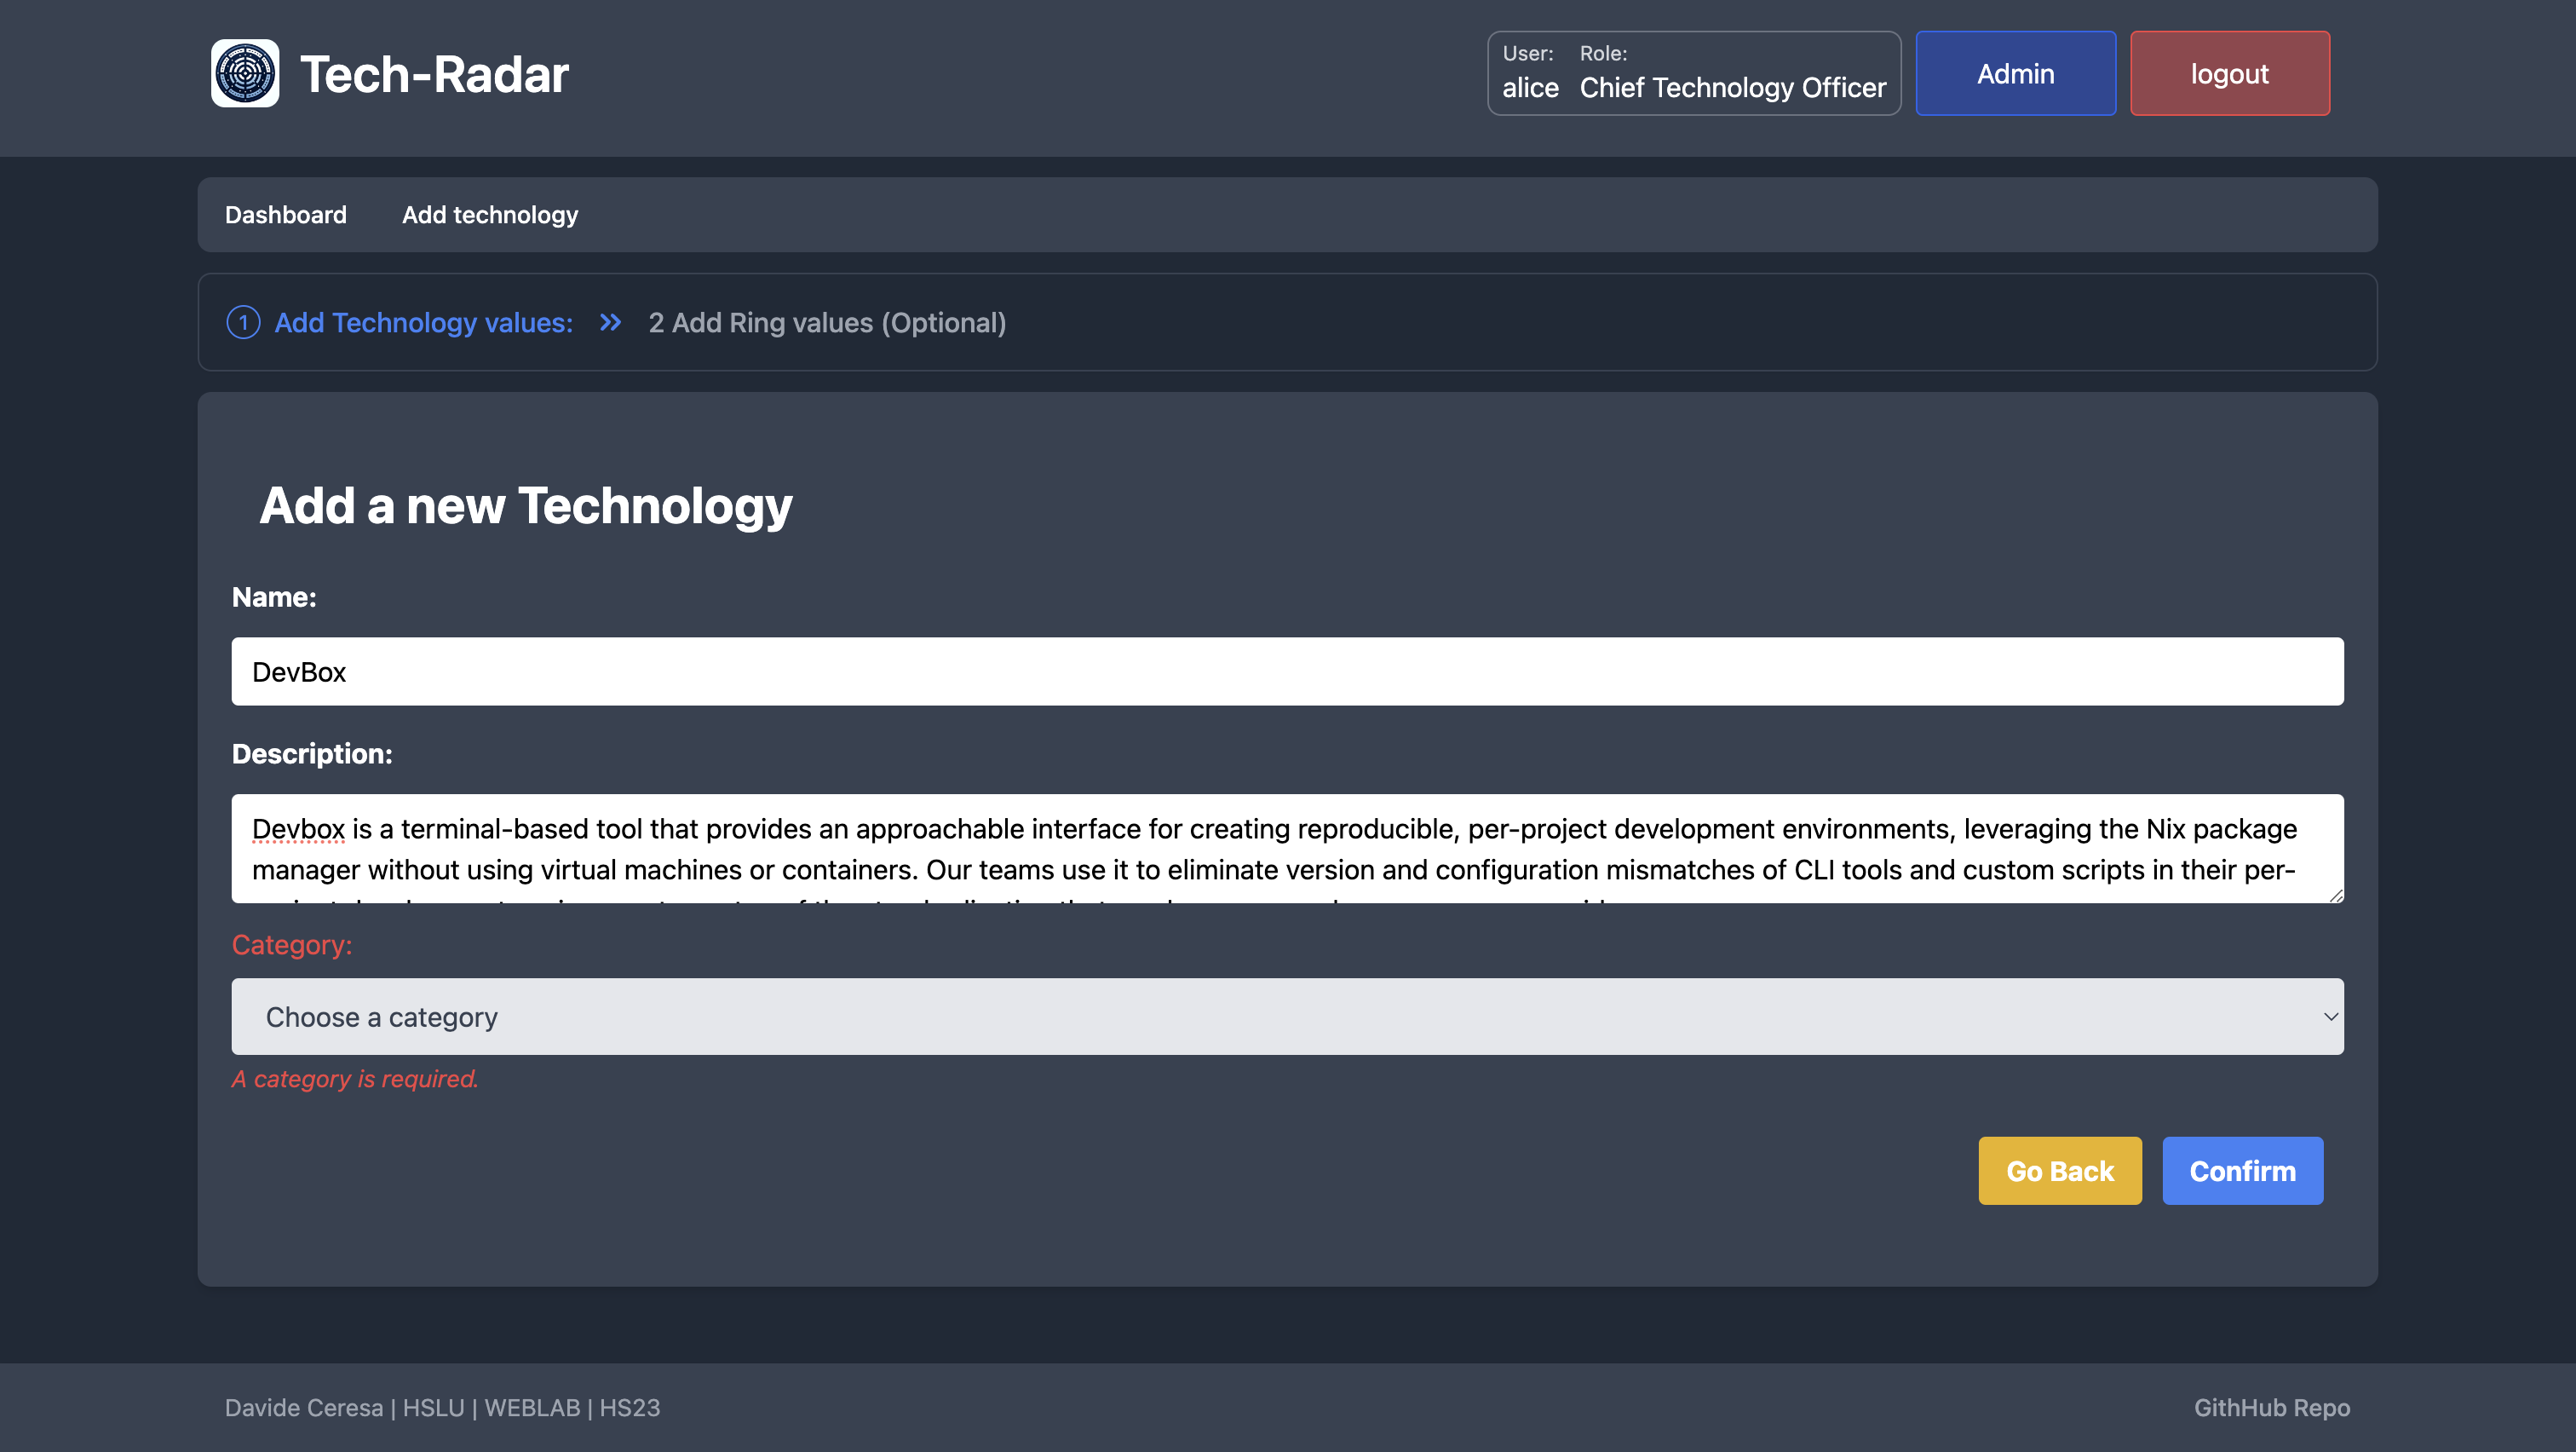 Tech-Radar
User: Role:
alice Chief Technology Officer
Admin
logout
Dashboard Add technology
1 Add Technology values: 2 Add Ring values (Optional)
Add a new Technology
Name:
DevBox
Description:
Devbox is a terminal-based tool that provides an approachable interface for creating reproducible, per-project development environments, leveraging the Nix package
manager without using virtual machines or containers. Our teams use it to eliminate version and configuration mismatches of CLI tools and custom scripts in their per-
Category:
Choose a category
A category is required.
Go Back Confirm
Davide Ceresa | HSLU | WEBLAB | HS23
GithHub Repo